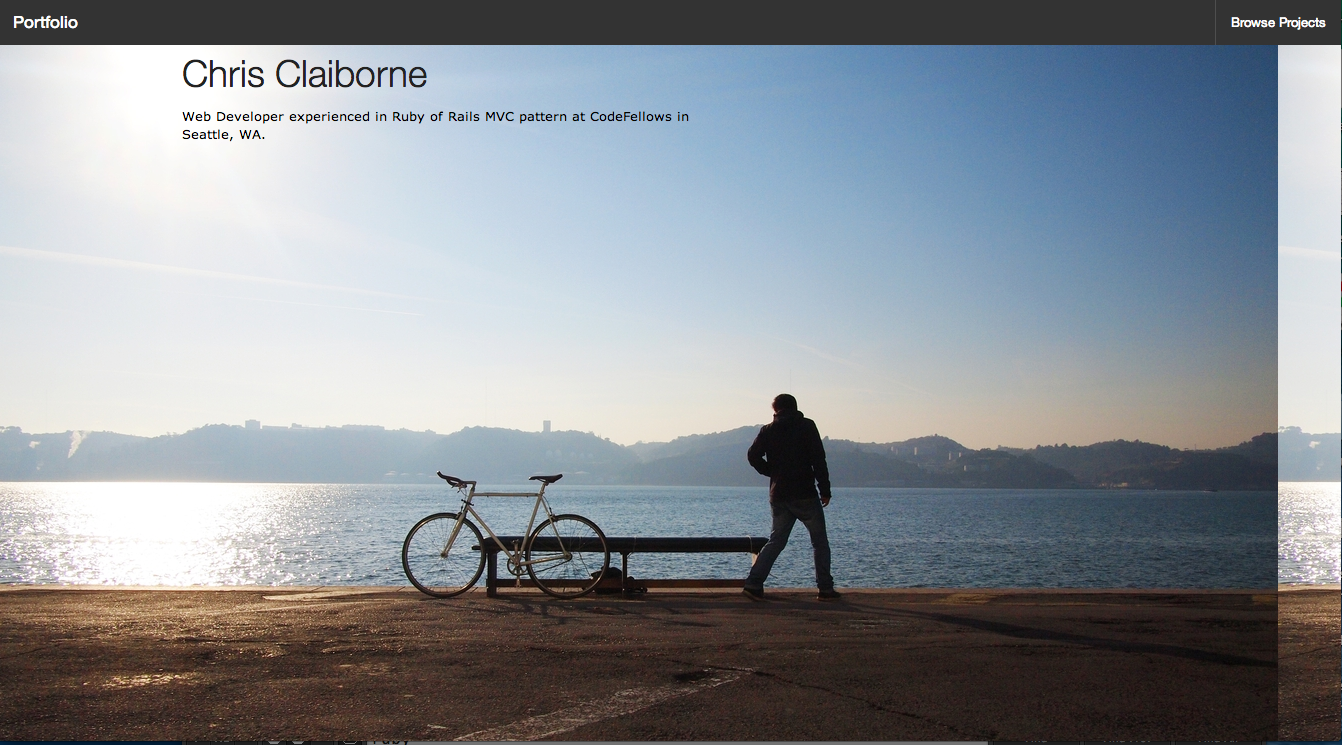 Portfolio
Browse Projects
Chris Claiborne
Web Developer experienced in Ruby of Rails MVC pattern at CodeFellows in
Seattle, WA.